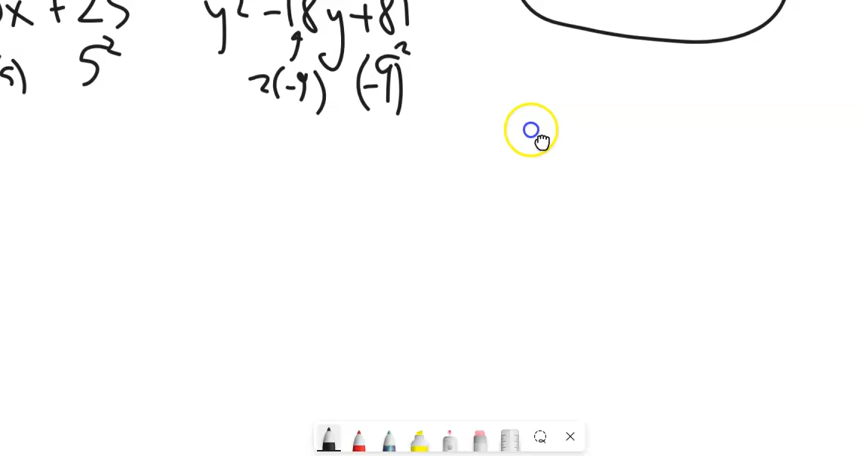 x + 25 y² - 18y + 81
5) 5² 2(-9) (-9)²